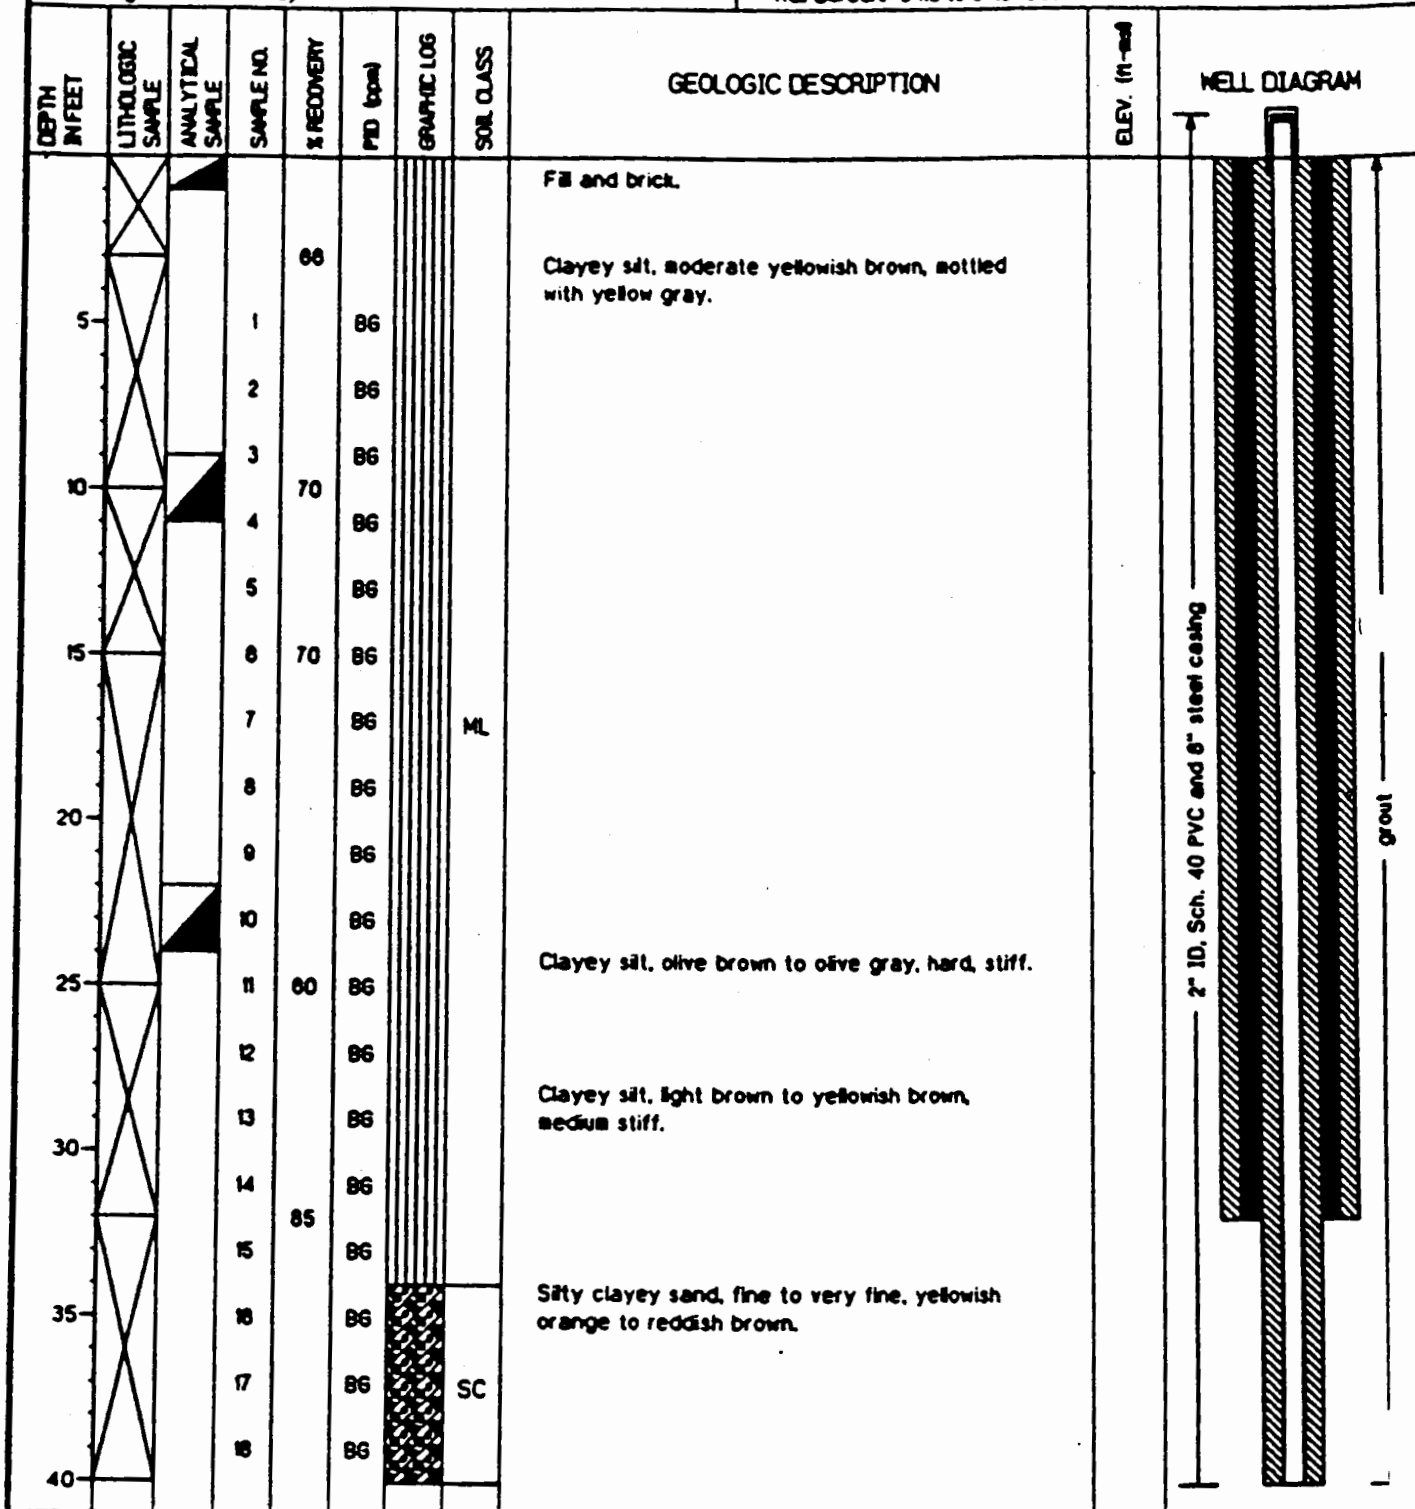 DEPTH IN FEET
LITHOLOGIC SAMPLE
ANALYTICAL SAMPLE
SAMPLE NO.
% RECOVERY
PID (ppm)
GRAPHIC LOG
SOIL CLASS
GEOLOGIC DESCRIPTION
ELEV. (ft-msl)
WELL DIAGRAM
Fill and brick.
Clayey silt, moderate yellowish brown, mottled
with yellow gray.
5 1 BG
2 BG
3 BG
10 70
4 BG
5 BG
15 6 70 BG
7 BG
ML
8 BG
20
9 BG
10 BG
Clayey silt, olive brown to olive gray, hard, stiff.
25 11 60 BG
12 BG
Clayey silt, light brown to yellowish brown,
medium stiff.
13 BG
30
14 BG
85
15 BG
Silty clayey sand, fine to very fine, yellowish
orange to reddish brown.
35 BG
17 BG
SC
BG
40
2" ID, Sch. 40 PVC and 6" steel casing
grout